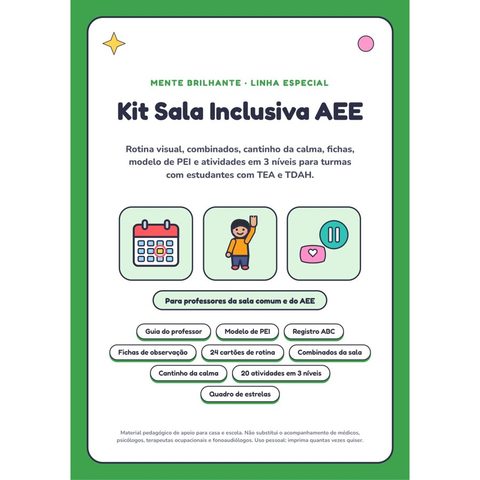 MENTE BRILHANTE · LINHA ESPECIAL
Kit Sala Inclusiva AEE
Rotina visual, combinados, cantinho da calma, fichas,
modelo de PEI e atividades em 3 níveis para turmas
com estudantes com TEA e TDAH.
Para professores da sala comum e do AEE
Guia do professor
Modelo de PEI
Registro ABC
Fichas de observação
24 cartões de rotina
Combinados da sala
Cantinho da calma
20 atividades em 3 níveis
Quadro de estrelas
Material pedagógico de apoio para casa e escola. Não substitui o acompanhamento de médicos,
psicólogos, terapeutas ocupacionais e fonoaudiólogos. Uso pessoal; imprima quantas vezes quiser.